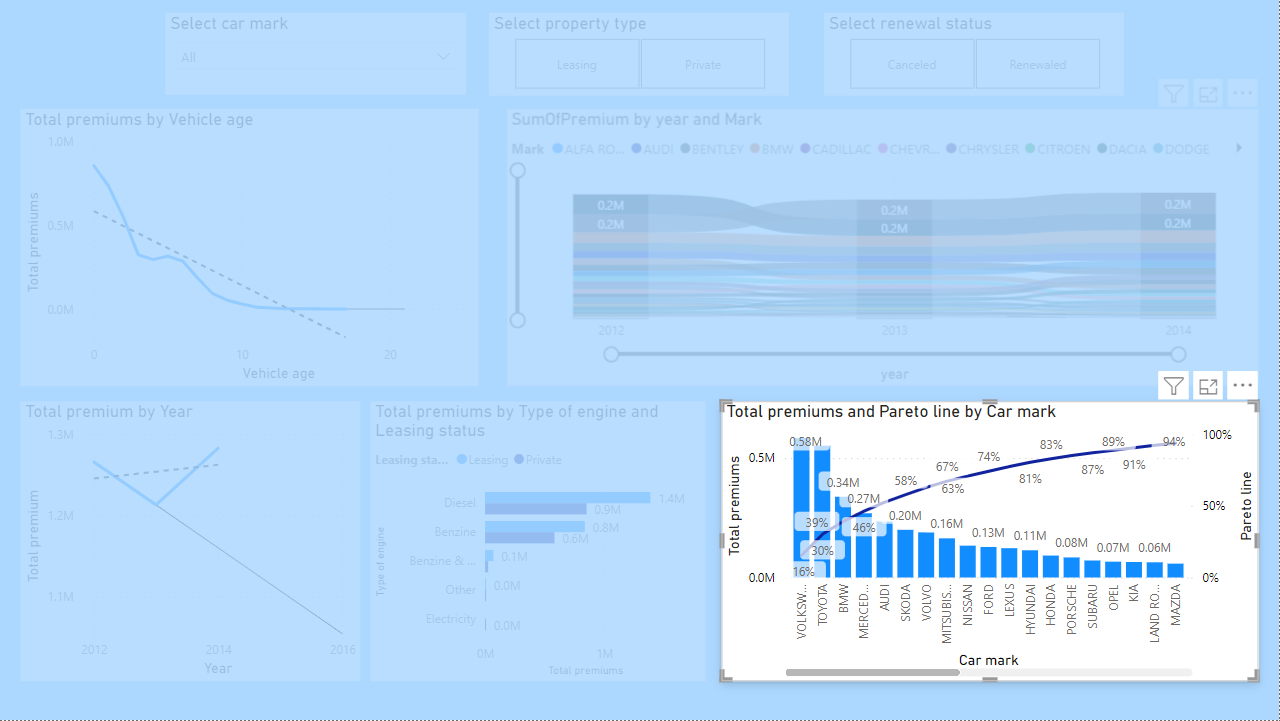 Select car mark
All
Select property type
Leasing
Private
Select renewal status
Canceled
Renewaled
Total premiums by Vehicle age
1.0M
0.5M
0.0M
Total premiums
0
10
20
Vehicle age
SumOfPremium by year and Mark
Mark ALFA RO... AUDI BENTLEY BMW CADILLAC CHEVR... CHRYSLER CITROEN DACIA DODGE
0.2M
0.2M
0.2M
0.2M
0.2M
0.2M
2012
2013
2014
year
Total premium by Year
1.3M
1.2M
1.1M
Total premium
2012
2014
2016
Year
Total premiums by Type of engine and
Leasing status
Leasing sta... Leasing Private
Type of engine
Diesel
Benzine
Benzine & ...
Other
Electricity
1.4M
0.9M
0.8M
0.6M
0.1M
0.0M
0.0M
0M
1M
Total premiums
Total premiums and Pareto line by Car mark
Total premiums
0.5M
0.0M
0.58M
0.34M
0.27M
0.20M
0.16M
0.13M
0.11M
0.08M
0.07M
0.06M
16%
30%
39%
46%
58%
63%
67%
74%
81%
83%
87%
89%
91%
94%
100%
50%
0%
Pareto line
VOLKSW...
TOYOTA
BMW
MERCED...
AUDI
SKODA
VOLVO
MITSUBIS...
NISSAN
FORD
LEXUS
HYUNDAI
HONDA
PORSCHE
SUBARU
OPEL
KIA
LAND RO...
MAZDA
Car mark